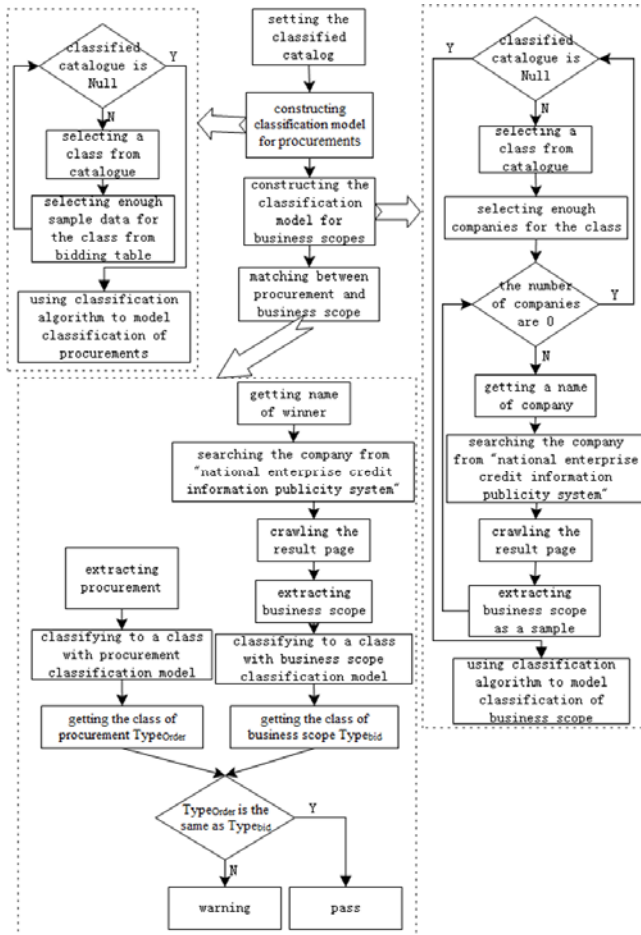 setting the
classified
catalog
constructing
classification model
for procurements
constructing the
classification
model for
business scopes
matching between
procurement and
business scope
classified
catalogue is
Null
Y
N
selecting a
class from
catalogue
selecting enough
sample data for
the class from
bidding table
using classification
algorithm to model
classification of
procurements
classified
catalogue is
Null
Y
N
selecting a
class from
catalogue
selecting enough
companies for the class
the number
of companies
are 0
Y
N
getting a name
of company
searching the company
from "national enterprise
credit information
publicity system"
crawling the
result page
extracting
business scope
as a sample
using classification
algorithm to model
classification of
business scope
getting name
of winner
searching the company from
"national enterprise credit
information publicity system"
crawling the
result page
extracting
business scope
classifying to a class
with business scope
classification model
getting the class of
business scope Typebid
extracting
procurement
classifying to a class
with procurement
classification model
getting the class of
procurement TypeOrder
TypeOrder is the
same as Typebid
Y
N
warning
pass